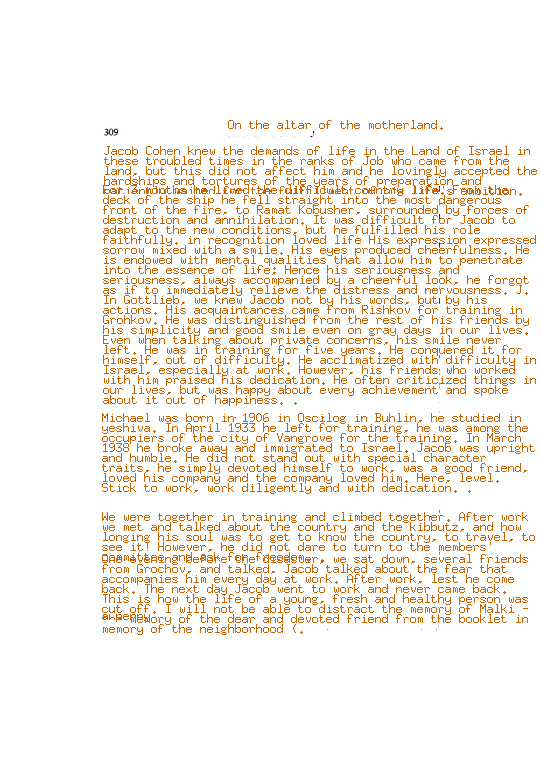 On the altar of the motherland.
309
Jacob Cohen knew the demands of life in the Land of Israel in
these troubled times in the ranks of Job who came from the
land, but this did not affect him and he lovingly accepted the
hardships and tortures of the years of preparation and
life's ambition.
deck of the ship he fell straight into the most dangerous
front of the fire, to Ramat Kobusher, surrounded by forces of
destruction and annihilation. It was difficult for Jacob to
adapt to the new conditions, but he fulfilled his role
faithfully, in recognition loved life His expression expressed
sorrow mixed with a smile. His eyes produced cheerfulness. He
is endowed with mental qualities that allow him to penetrate
into the essence of life; Hence his seriousness and
seriousness, always accompanied by a cheerful look, he forgot
as if to immediately relieve the distress and nervousness. J.
In Gottlieb, we knew Jacob not by his words, but by his
actions. His acquaintances came from Rishkov for training in
Grohkov. He was distinguished from the rest of his friends by
his simplicity and good smile even on gray days in our lives.
Even when talking about private concerns, his smile never
left. He was in training for five years. He conquered it for
himself, out of difficulty. He acclimatized with difficulty in
Israel, especially at work. However, his friends who worked
with him praised his dedication. He often criticized things in
our lives, but was happy about every achievement and spoke
about it out of happiness. .
Michael was born in 1906 in Oscilog in Buhlin, he studied in
yeshiva. In April 1933 he left for training, he was among the
occupiers of the city of Vangrove for the training. In March
1938 he broke away and immigrated to Israel. Jacob was upright
and humble. He did not stand out with special character
traits, he simply devoted himself to work, was a good friend,
loved his company and the company loved him. Here, level.
Stick to work, work diligently and with dedication. .
We were together in training and climbed together. After work
we met and talked about the country and the kibbutz, and how
longing his soul was to get to know the country, to travel, to
see it! However, he did not dare to turn to the members'
committee and ask for freedom.
One evening before the disaster, we sat down, several friends
from Grochov, and talked, Jacob talked about the fear that
accompanies him every day at work. After work, lest he come
back. The next day Jacob went to work and never came back.
This is how the life of a young, fresh and healthy person was
cut off. I will not be able to distract the memory of Malki -
memory of the dear and devoted friend from the booklet in
memory of the neighborhood (.